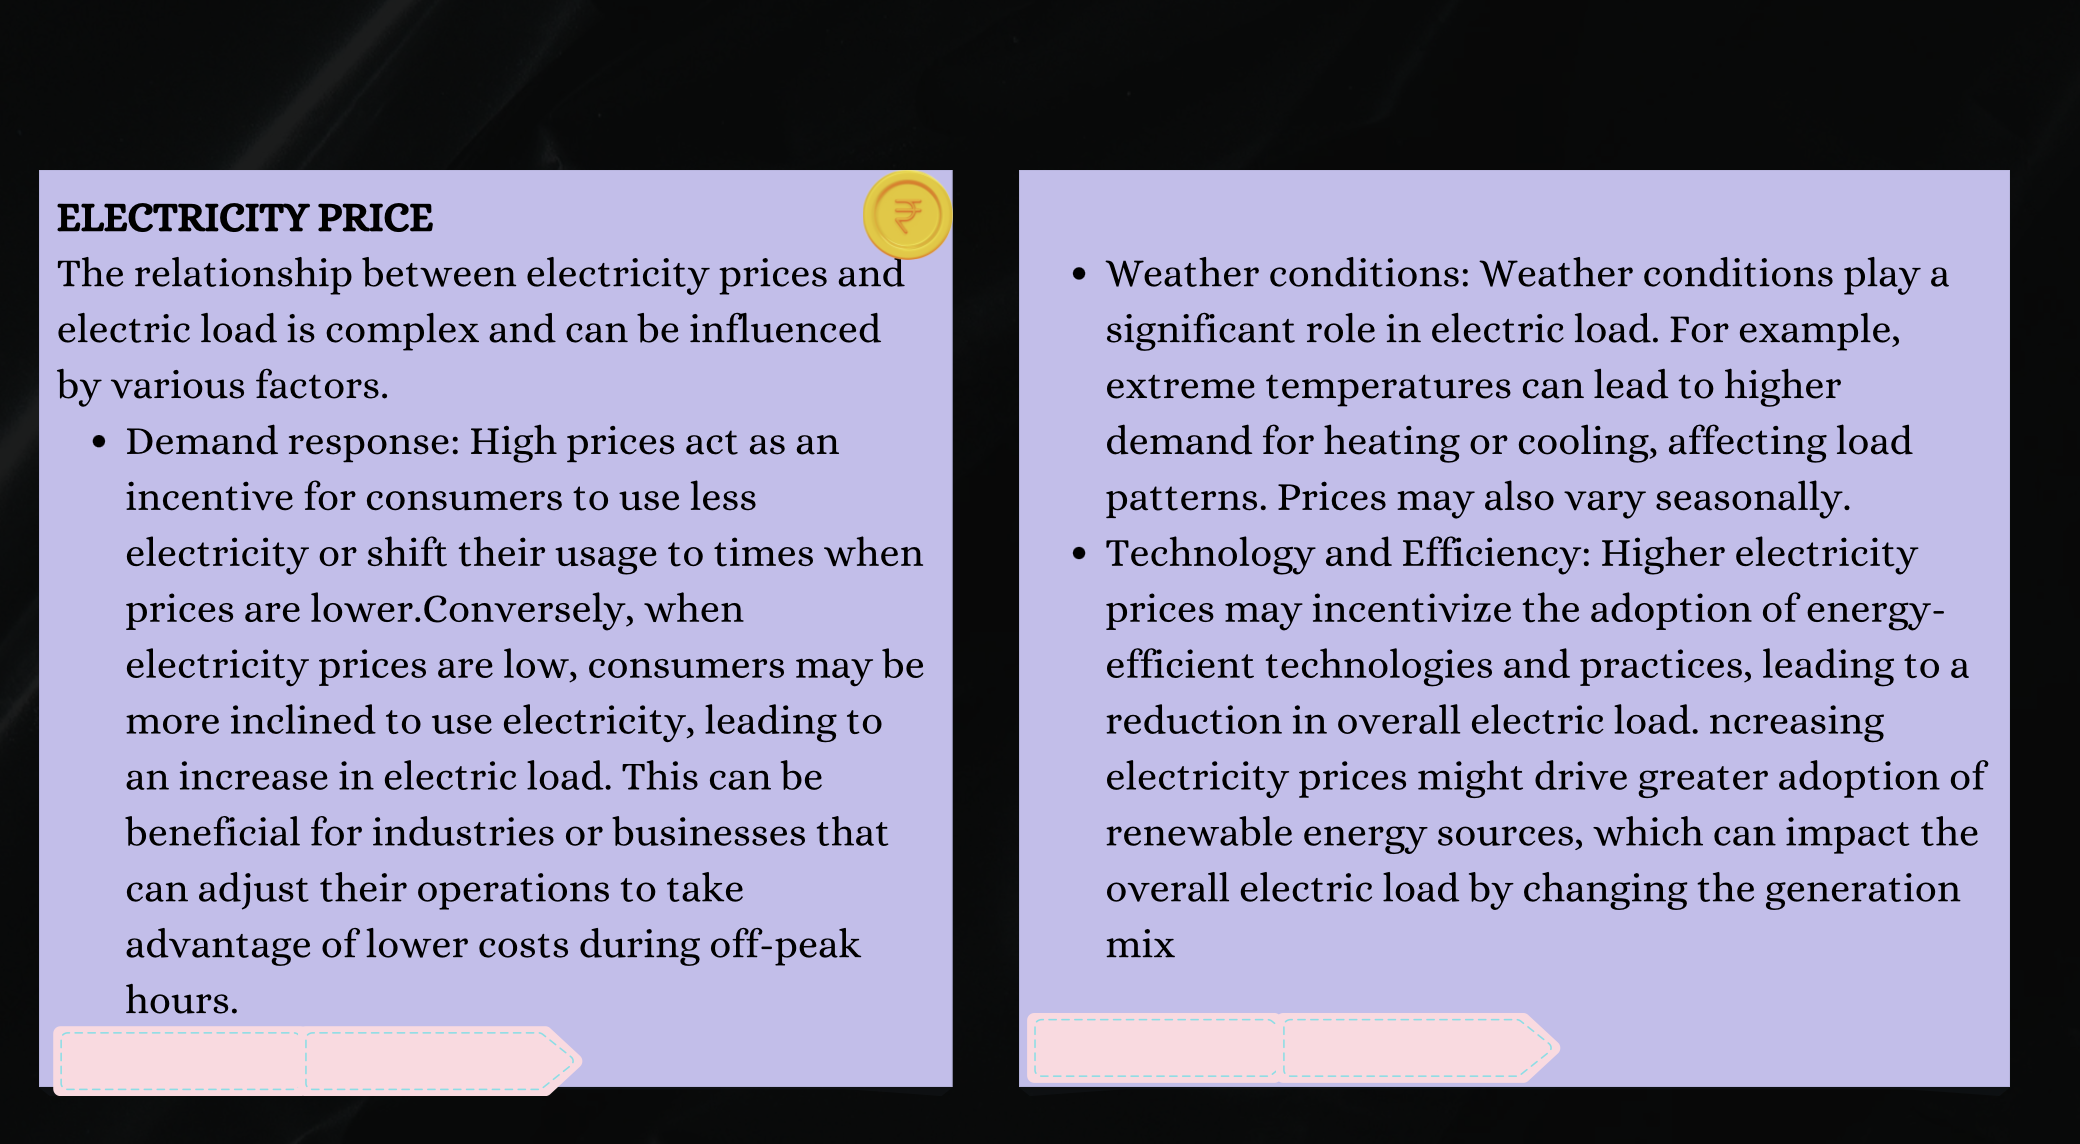 ELECTRICITY PRICE
₹
The relationship between electricity prices and
electric load is complex and can be influenced
by various factors.
• Demand response: High prices act as an
incentive for consumers to use less
electricity or shift their usage to times when
prices are lower.Conversely, when
electricity prices are low, consumers may be
more inclined to use electricity, leading to
an increase in electric load. This can be
beneficial for industries or businesses that
can adjust their operations to take
advantage of lower costs during off-peak
hours.
• Weather conditions: Weather conditions play a
significant role in electric load. For example,
extreme temperatures can lead to higher
demand for heating or cooling, affecting load
patterns. Prices may also vary seasonally.
• Technology and Efficiency: Higher electricity
prices may incentivize the adoption of energy-
efficient technologies and practices, leading to a
reduction in overall electric load. ncreasing
electricity prices might drive greater adoption of
renewable energy sources, which can impact the
overall electric load by changing the generation
mix